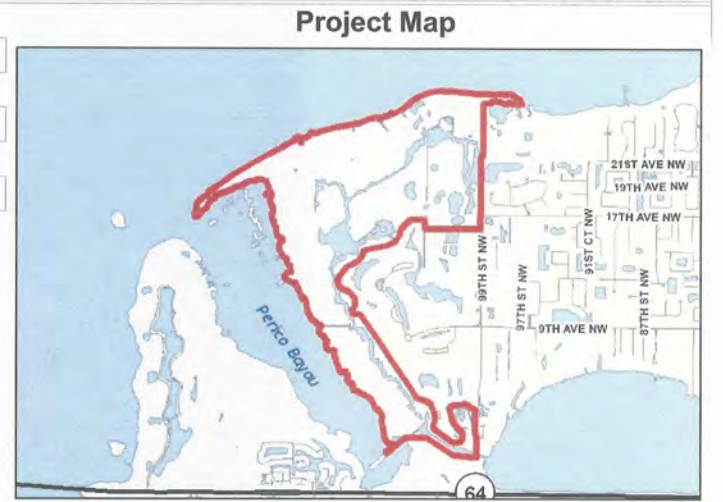 Project Map
21ST AVE NW
19TH AVE NW
17TH AVE NW
99TH ST NW
97TH ST NW
91ST CT NW
87TH ST NW
9TH AVE NW
Perico Bayou
64